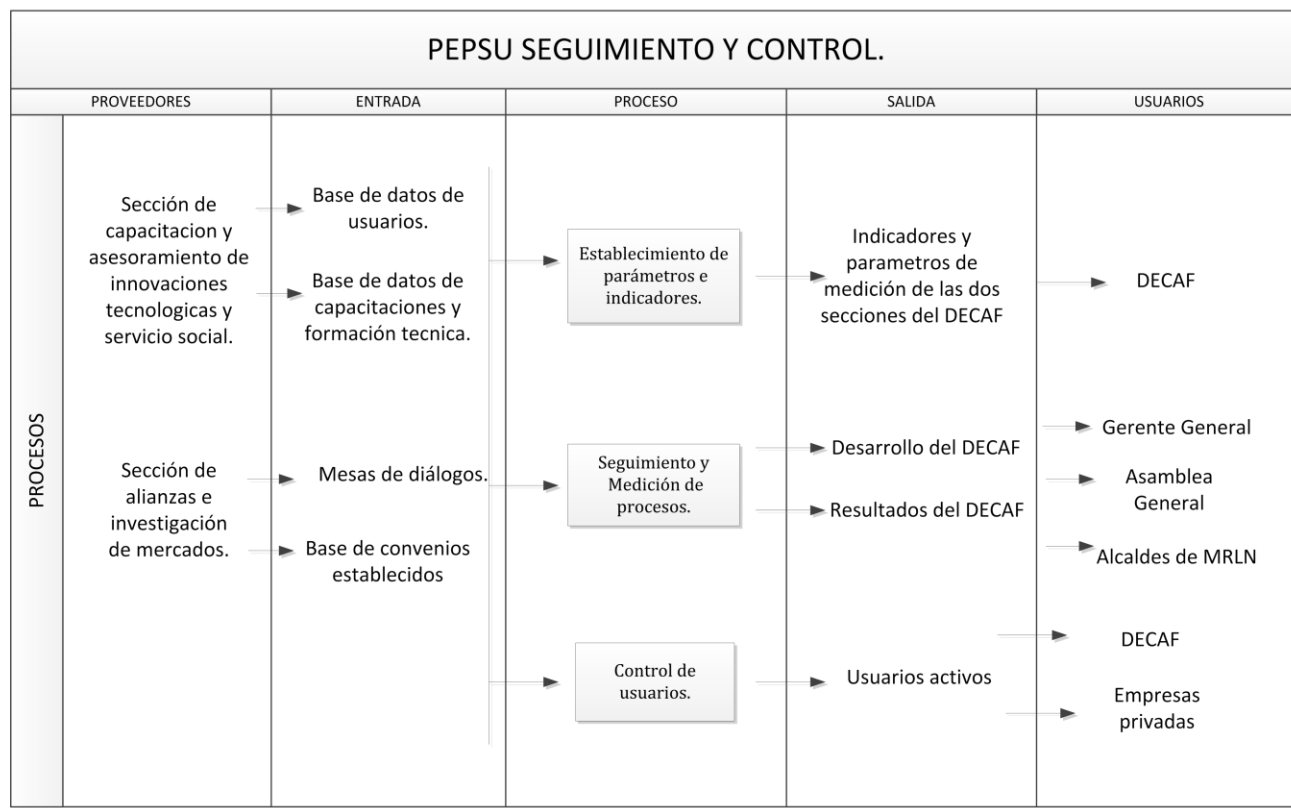 PEPSU SEGUIMIENTO Y CONTROL.
PROVEEDORES
ENTRADA
PROCESO
SALIDA
USUARIOS
PROCESOS
Sección de
capacitacion y
asesoramiento de
innovaciones
tecnologicas y
servicio social.
Base de datos de
usuarios.
Base de datos de
capacitaciones y
formación tecnica.
Establecimiento de
parámetros e
indicadores.
Indicadores y
parametros de
medición de las dos
secciones del DECAF
DECAF
Sección de
alianzas e
investigación
de mercados.
Mesas de diálogos.
Base de convenios
establecidos
Seguimiento y
Medición de
procesos.
Desarrollo del DECAF
Resultados del DECAF
Gerente General
Asamblea
General
Alcaldes de MRLN
Control de
usuarios.
Usuarios activos
DECAF
Empresas
privadas